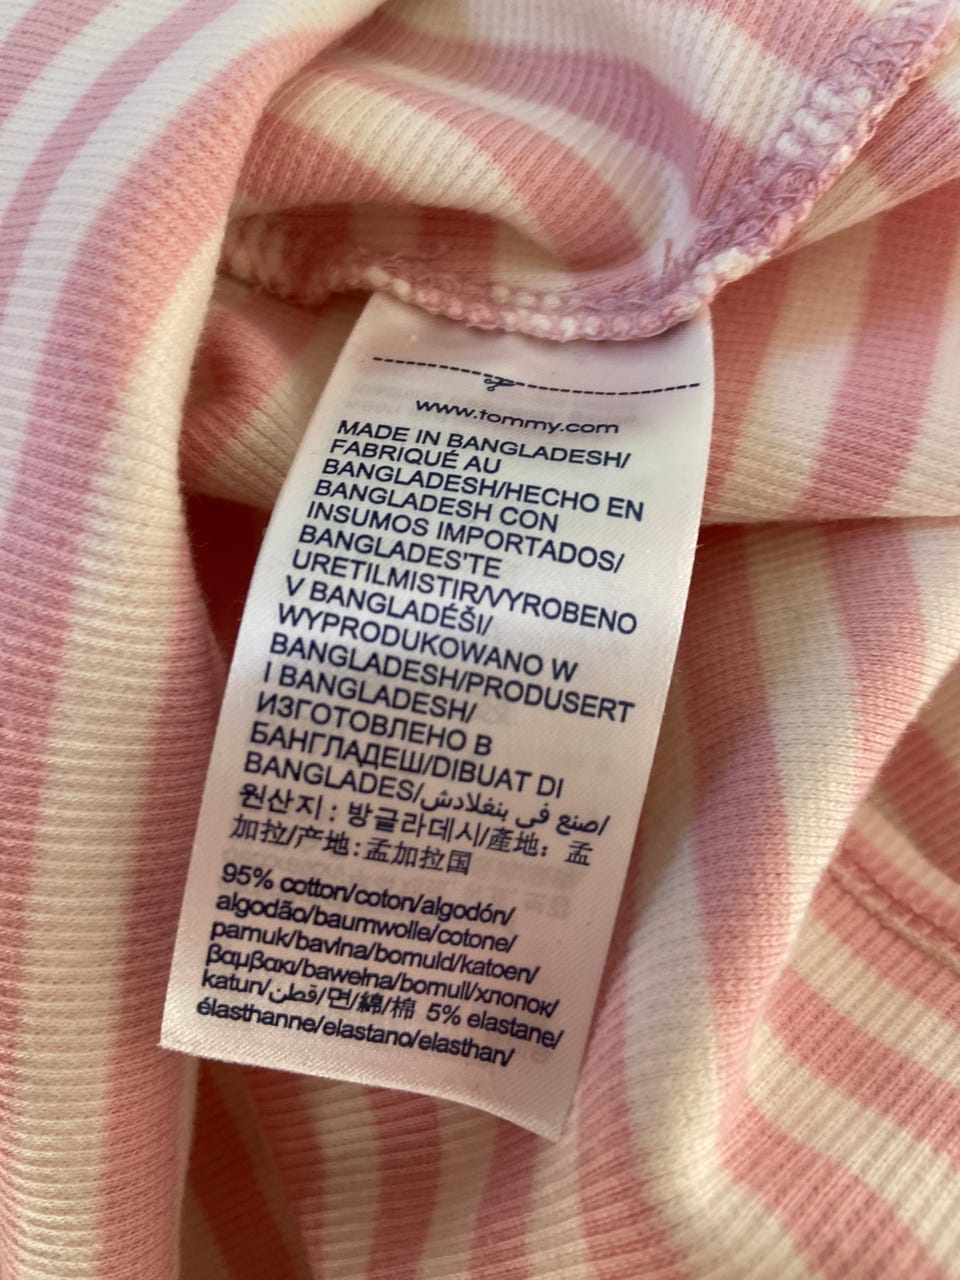 www.tommy.com
MADE IN BANGLADESH/
FABRIQUÉ AU
BANGLADESH/HECHO EN
BANGLADESH CON
INSUMOS IMPORTADOS/
BANGLADES'TE
URETILMISTIR/VYROBENO
V BANGLADÉŠI/
WYPRODUKOWANO W
BANGLADESH/PRODUSERT
I BANGLADESH/
ИЗГОТОВЛЕНО В
БАНГЛАДЕШ/DIBUAT DI
BANGLADES/صنع في بنغلادش/
원산지 : 방글라데시/產地：孟
加拉/产地:孟加拉国
95% cotton/coton/algodón/
algodão/baumwolle/cotone/
pamuk/bavlna/bomuld/katoen/
βαμβακι/bawełna/bomull/хлопок/
katun/قطن/면/綿/棉 5% elastane/
élasthanne/elastano/elasthan/